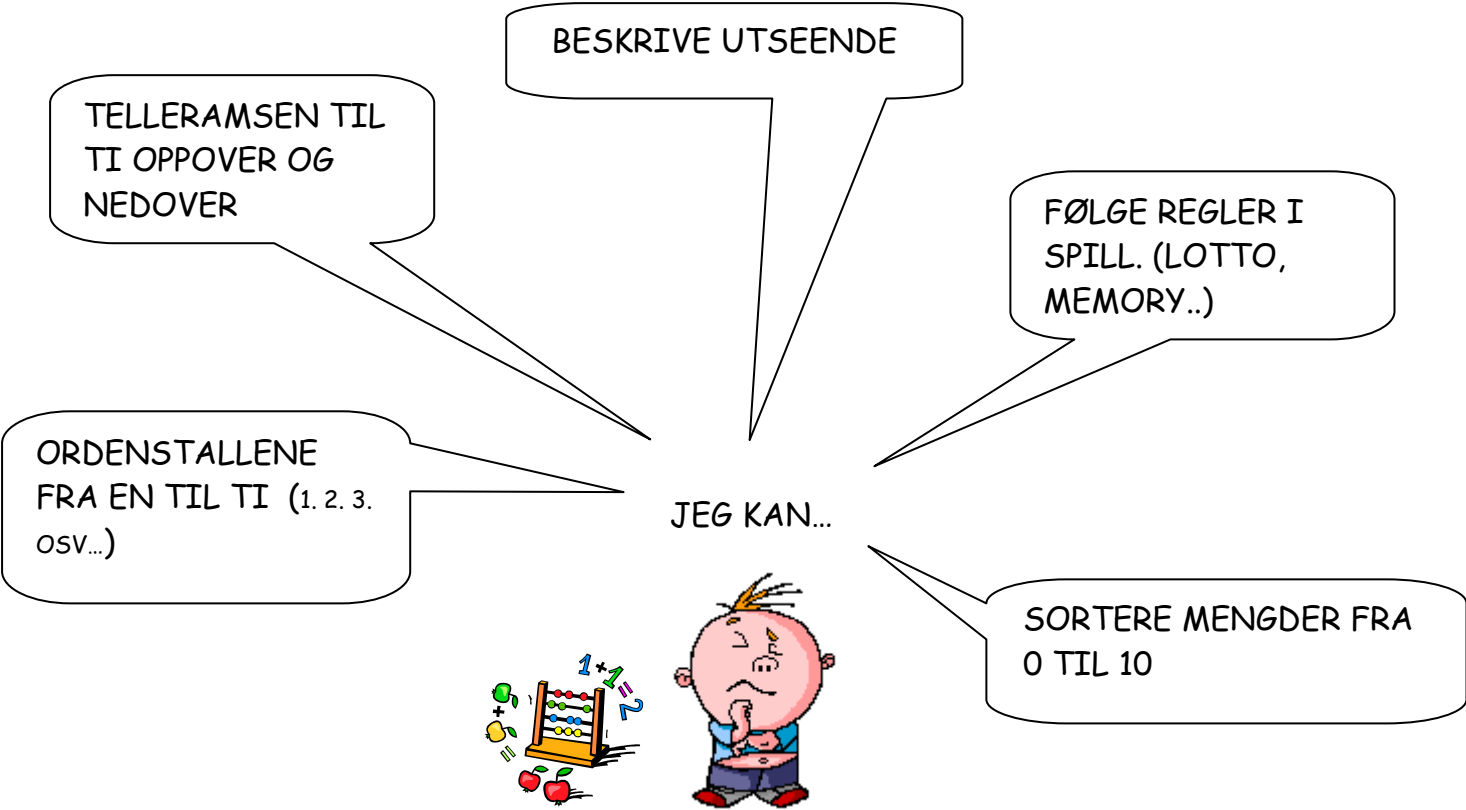 BESKRIVE UTSEENDE
TELLERAMSEN TIL
TI OPPOVER OG
NEDOVER
FØLGE REGLER I
SPILL. (LOTTO,
MEMORY..)
ORDENSTALLENE
FRA EN TIL TI (1. 2. 3.
OSV…)
JEG KAN…
SORTERE MENGDER FRA
0 TIL 10
1+1=2
+
=